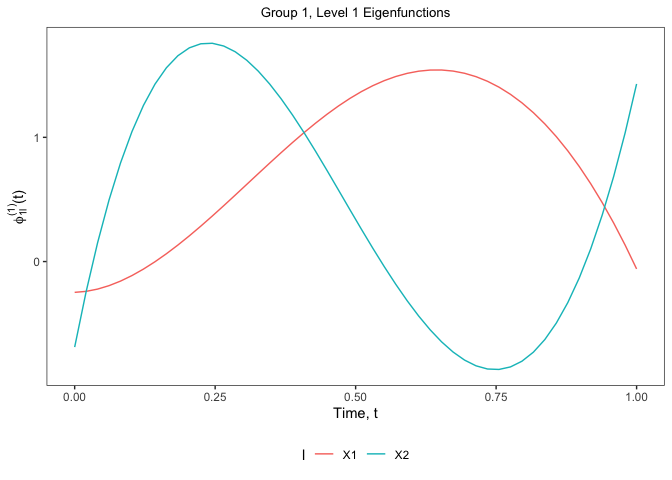 Group 1, Level 1 Eigenfunctions
ϕ1l(1)(t)
1
0
0.00 0.25 0.50 0.75 1.00
Time, t
l X1 X2